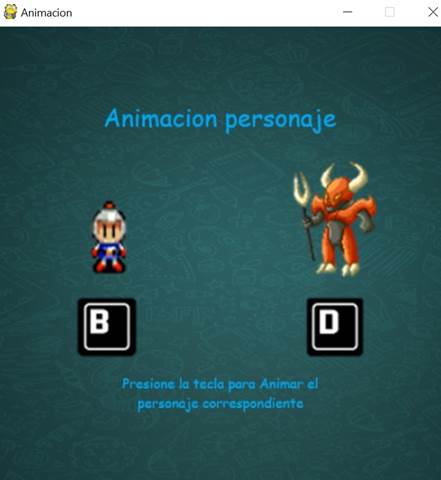 Animacion
Animacion personaje
B
D
Presione la tecla para Animar el
personaje correspondiente